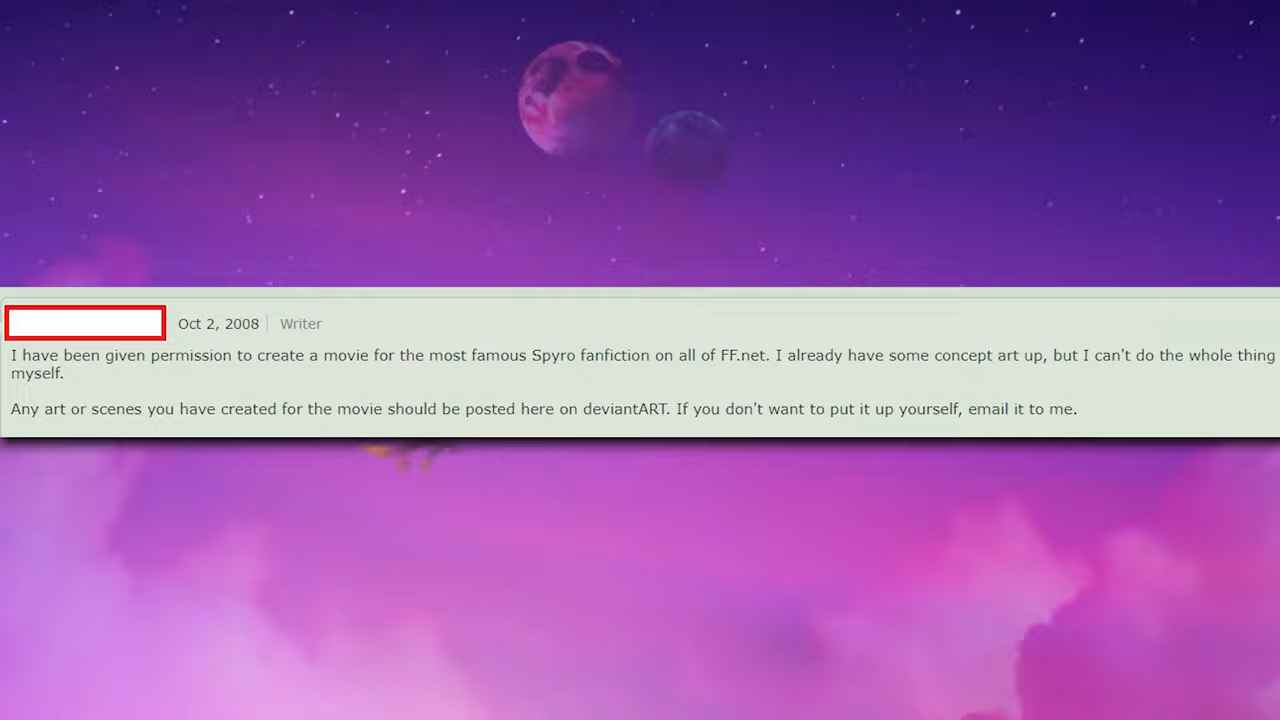 Oct 2, 2008 Writer
I have been given permission to create a movie for the most famous Spyro fanfiction on all of FF.net. I already have some concept art up, but I can't do the whole thing
myself.
Any art or scenes you have created for the movie should be posted here on deviantART. If you don't want to put it up yourself, email it to me.